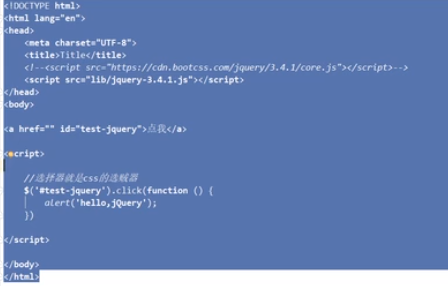 <!DOCTYPE html>
<html lang="en">
<head>
    <meta charset="UTF-8">
    <title>Title</title>
    <!--<script src="https://cdn.bootcss.com/jquery/3.4.1/core.js"></script>-->
    <script src="lib/jquery-3.4.1.js"></script>
</head>
<body>

<a href="" id="test-jquery">点我</a>

<script>

    //选择器就是css的选择器
    $('#test-jquery').click(function () {
        alert('hello,jQuery');
    })

</script>

</body>
</html>